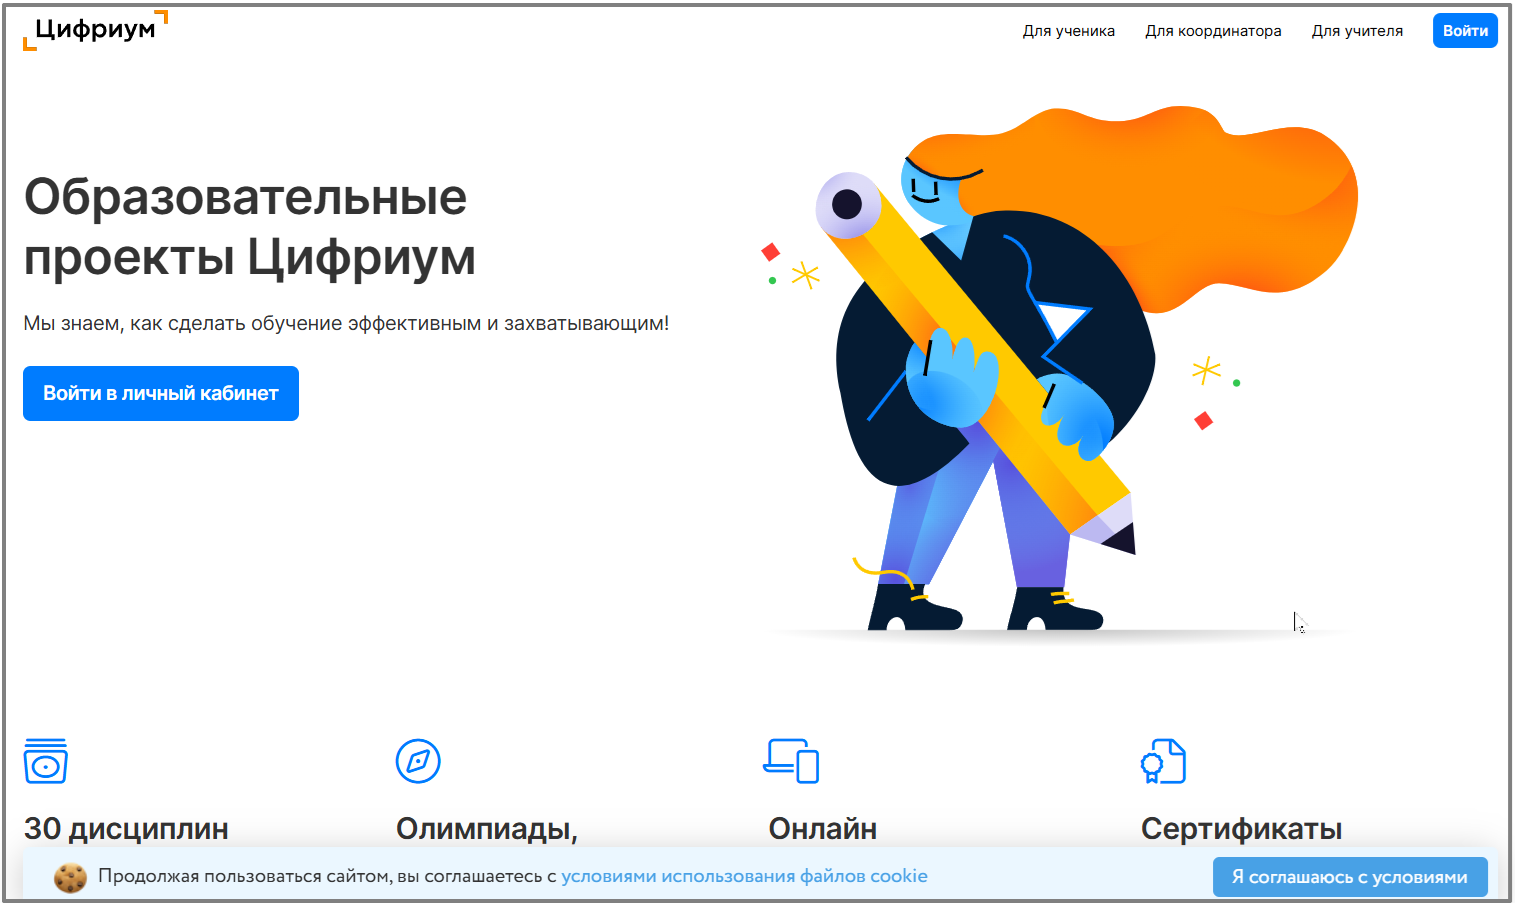 Цифриум
Для ученика
Для координатора
Для учителя
Войти
Образовательные
проекты Цифриум
Мы знаем, как сделать обучение эффективным и захватывающим!
Войти в личный кабинет
30 дисциплин
Олимпиады,
Онлайн
Сертификаты
Продолжая пользоваться сайтом, вы соглашаетесь с условиями использования файлов cookie
Я соглашаюсь с условиями